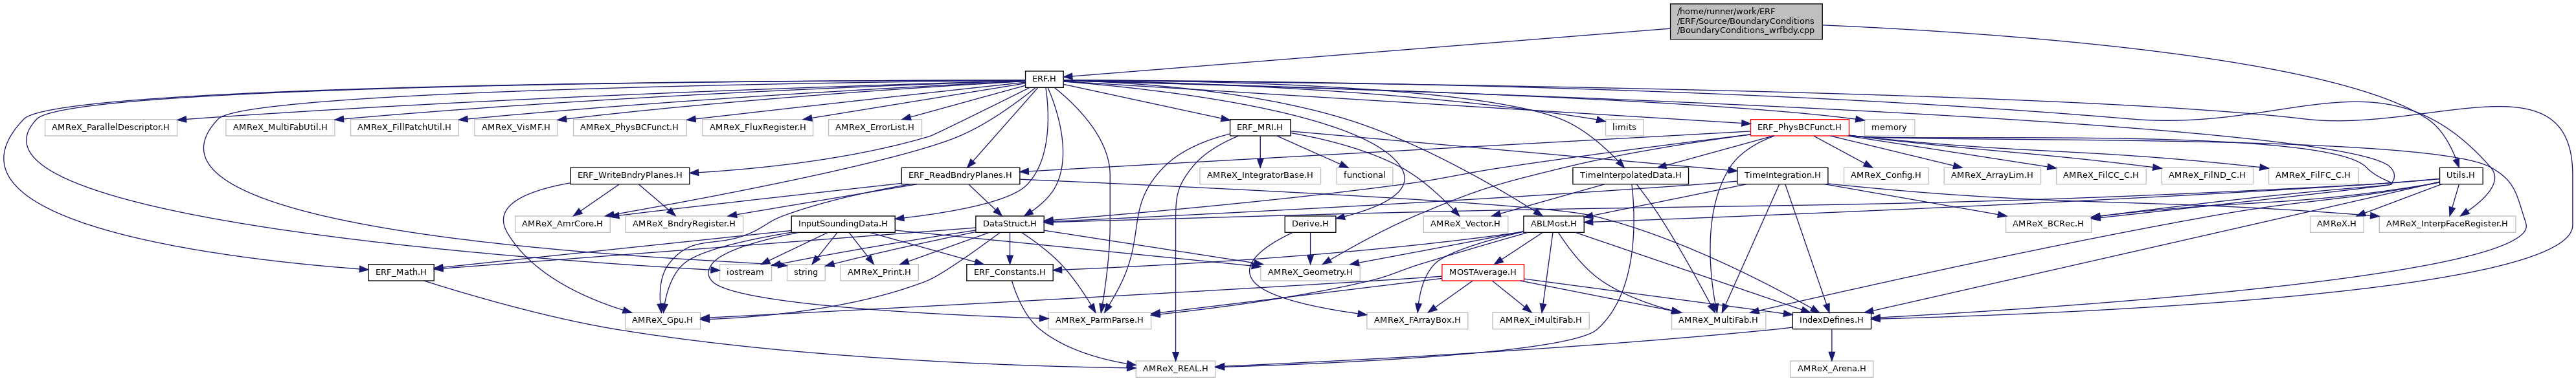 /home/runner/work/ERF
/ERF/Source/BoundaryConditions
/BoundaryConditions_wrfbdy.cpp
ERF.H
AMReX_ParallelDescriptor.H
AMReX_MultiFabUtil.H
AMReX_FillPatchUtil.H
AMReX_VisMF.H
AMReX_PhysBCFunct.H
AMReX_FluxRegister.H
AMReX_ErrorList.H
ERF_MRI.H
limits
ERF_PhysBCFunct.H
memory
ERF_WriteBndryPlanes.H
ERF_ReadBndryPlanes.H
AMReX_IntegratorBase.H
functional
TimeInterpolatedData.H
TimeIntegration.H
AMReX_Config.H
AMReX_ArrayLim.H
AMReX_FilCC_C.H
AMReX_FilND_C.H
AMReX_FilFC_C.H
Utils.H
AMReX_AmrCore.H
AMReX_BndryRegister.H
InputSoundingData.H
DataStruct.H
Derive.H
AMReX_Vector.H
ABLMost.H
AMReX_BCRec.H
AMReX.H
AMReX_InterpFaceRegister.H
ERF_Math.H
iostream
string
AMReX_Print.H
ERF_Constants.H
AMReX_Geometry.H
MOSTAverage.H
AMReX_Gpu.H
AMReX_ParmParse.H
AMReX_FArrayBox.H
AMReX_iMultiFab.H
AMReX_MultiFab.H
IndexDefines.H
AMReX_REAL.H
AMReX_Arena.H